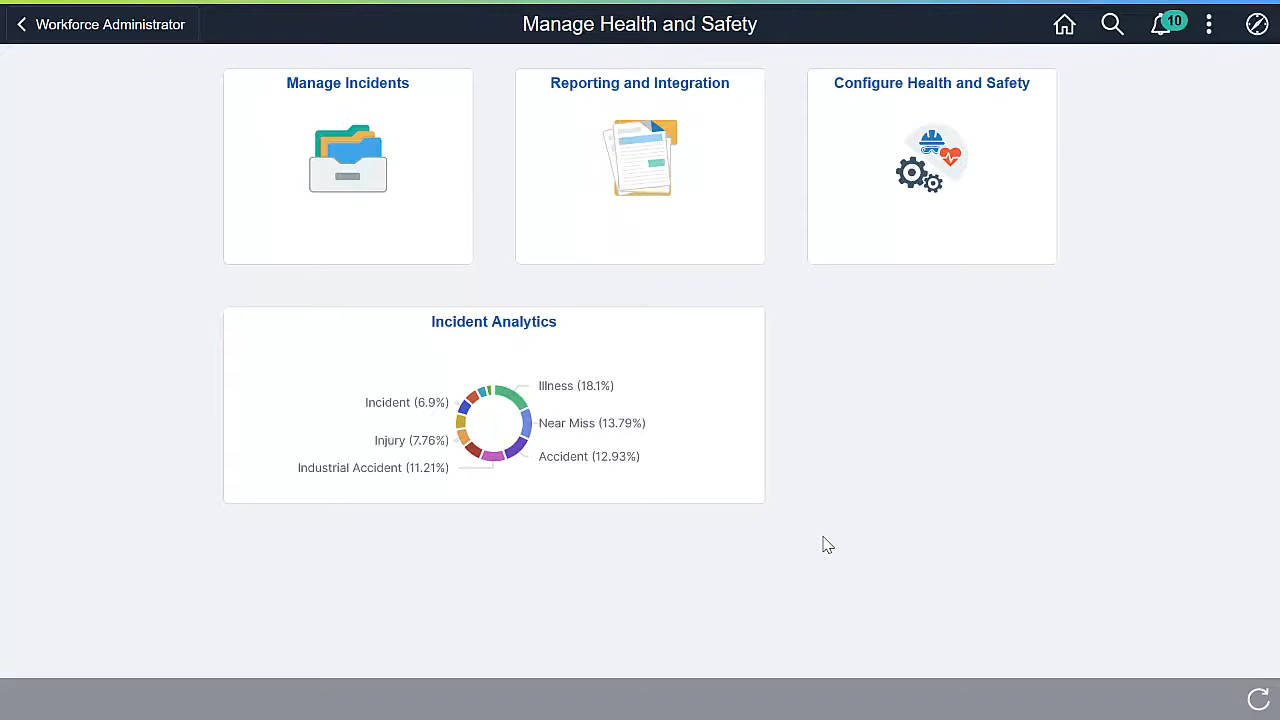 Workforce Administrator
Manage Health and Safety
10
Manage Incidents
Reporting and Integration
Configure Health and Safety
Incident Analytics
Illness (18.1%)
Incident (6.9%)
Near Miss (13.79%)
Injury (7.76%)
Accident (12.93%)
Industrial Accident (11.21%)